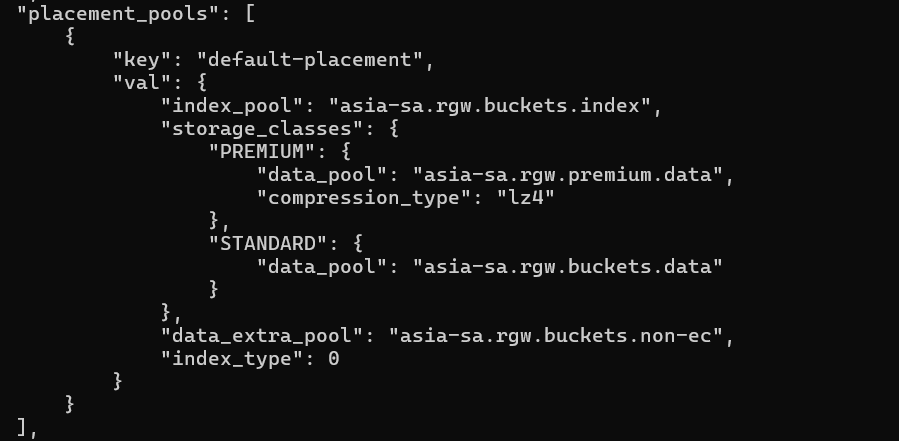 "placement_pools": [
    {
        "key": "default-placement",
        "val": {
            "index_pool": "asia-sa.rgw.buckets.index",
            "storage_classes": {
                "PREMIUM": {
                    "data_pool": "asia-sa.rgw.premium.data",
                    "compression_type": "lz4"
                },
                "STANDARD": {
                    "data_pool": "asia-sa.rgw.buckets.data"
                }
            },
            "data_extra_pool": "asia-sa.rgw.buckets.non-ec",
            "index_type": 0
        }
    }
],